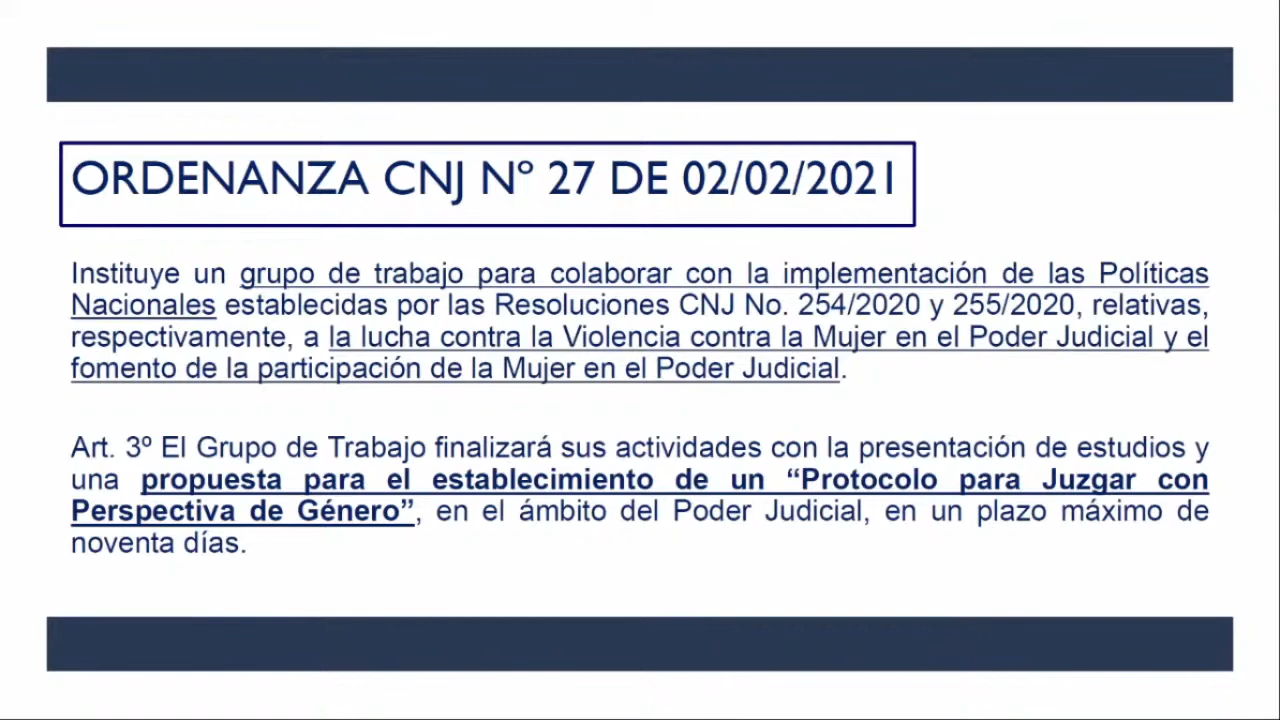 ORDENANZA CNJ Nº 27 DE 02/02/2021
Instituye un grupo de trabajo para colaborar con la implementación de las Políticas
Nacionales establecidas por las Resoluciones CNJ No. 254/2020 y 255/2020, relativas,
respectivamente, a la lucha contra la Violencia contra la Mujer en el Poder Judicial y el
fomento de la participación de la Mujer en el Poder Judicial.
Art. 3º El Grupo de Trabajo finalizará sus actividades con la presentación de estudios y
una propuesta para el establecimiento de un “Protocolo para Juzgar con
Perspectiva de Género”, en el ámbito del Poder Judicial, en un plazo máximo de
noventa días.